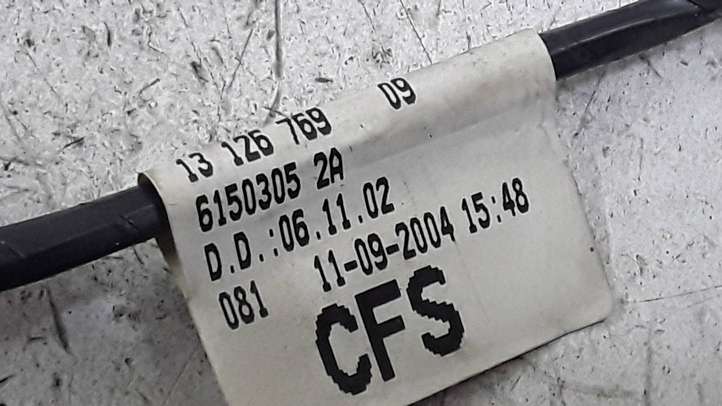 13 126 769 09
6150305 2A
D.D.:06.11.02
081 11-09-2004 15:48
CFS